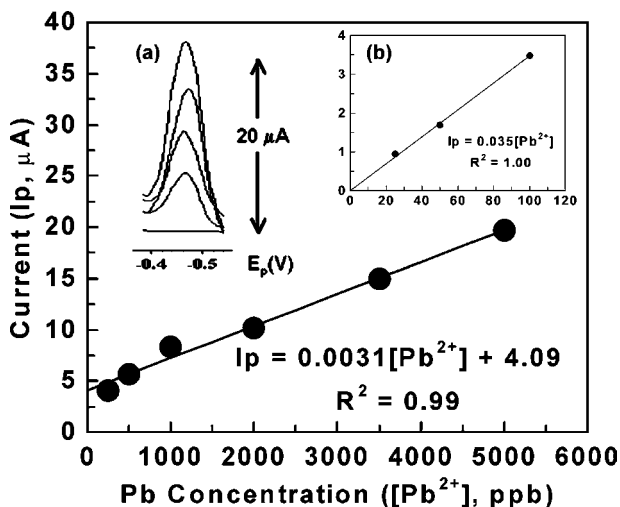 40
35
30
25
20
15
10
5
0
Current (Ip, μA)
(a)
20 μA
-0.4 -0.5 Ep(V)
(b)
4
3
2
1
0
Ip = 0.035[Pb²⁺]
R² = 1.00
0 20 40 60 80 100 120
Ip = 0.0031[Pb²⁺] + 4.09
R² = 0.99
0 1000 2000 3000 4000 5000 6000
Pb Concentration ([Pb²⁺], ppb)